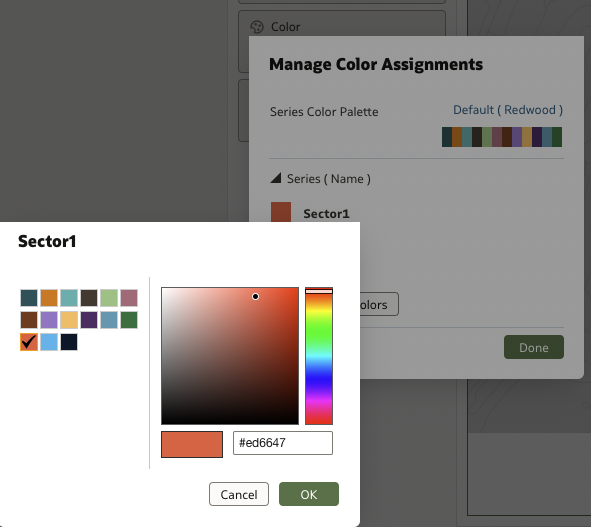 Color
Manage Color Assignments
Series Color Palette
Default ( Redwood )
Series ( Name )
Sector1
olors
Done
Sector1
#ed6647
Cancel
OK